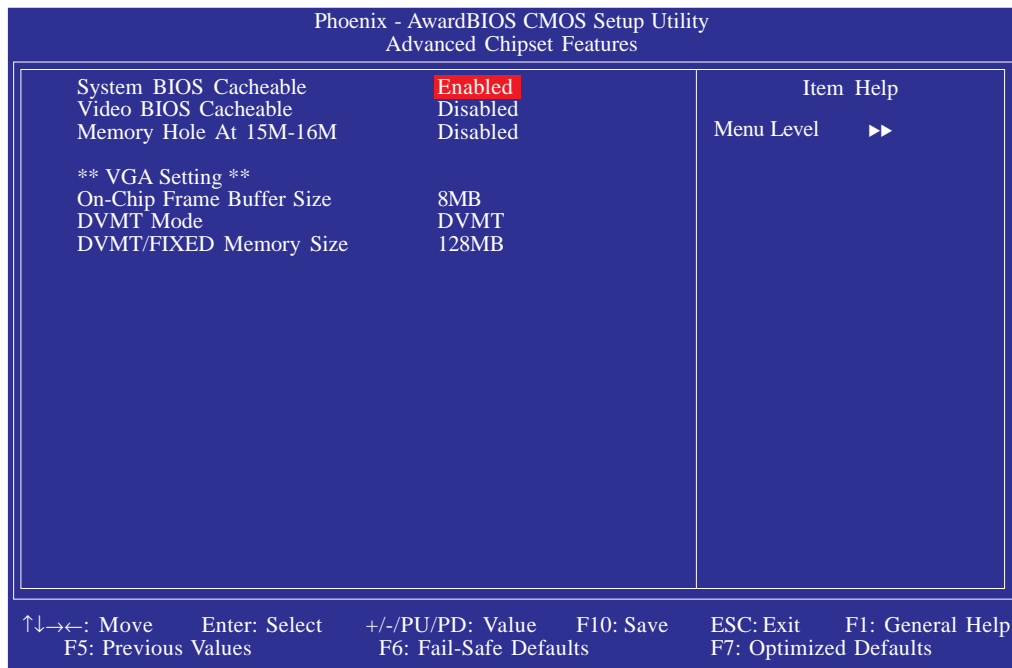 Phoenix - AwardBIOS CMOS Setup Utility
Advanced Chipset Features
System BIOS Cacheable Enabled
Video BIOS Cacheable Disabled
Memory Hole At 15M-16M Disabled
** VGA Setting **
On-Chip Frame Buffer Size 8MB
DVMT Mode DVMT
DVMT/FIXED Memory Size 128MB
Item Help
Menu Level ▶▶
↑↓→←: Move Enter: Select +/-/PU/PD: Value F10: Save ESC: Exit F1: General Help
F5: Previous Values F6: Fail-Safe Defaults F7: Optimized Defaults